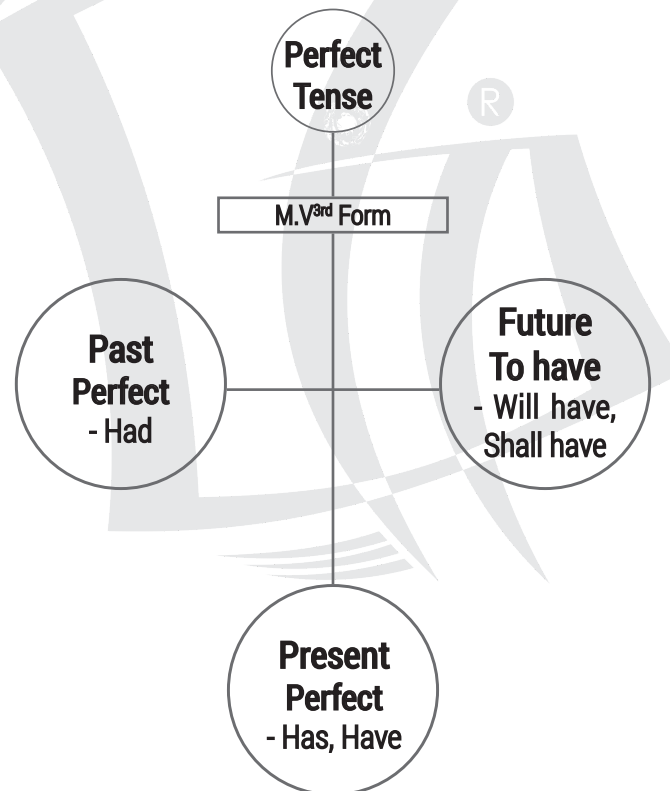 Perfect
Tense
R
M.V3rd Form
Past
Perfect
- Had
Future
To have
- Will have,
Shall have
Present
Perfect
- Has, Have